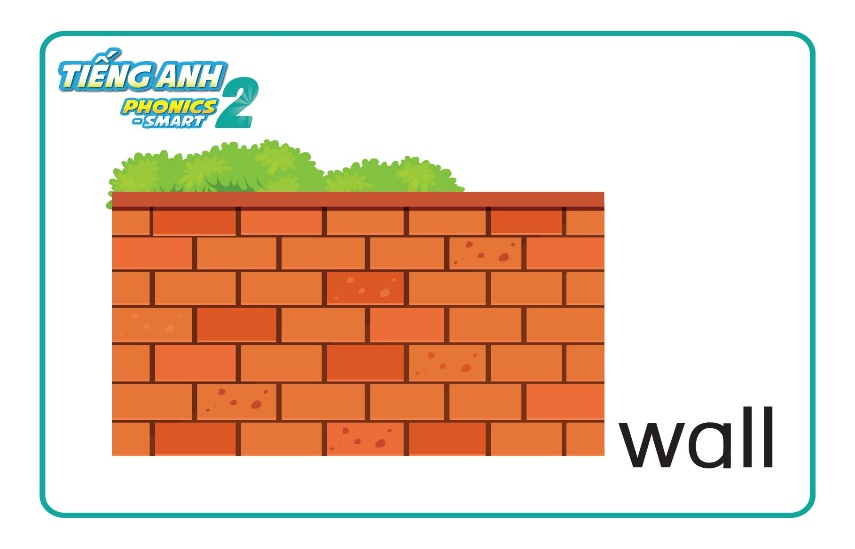 TIẾNG ANH
PHONICS 2
-SMART
wall